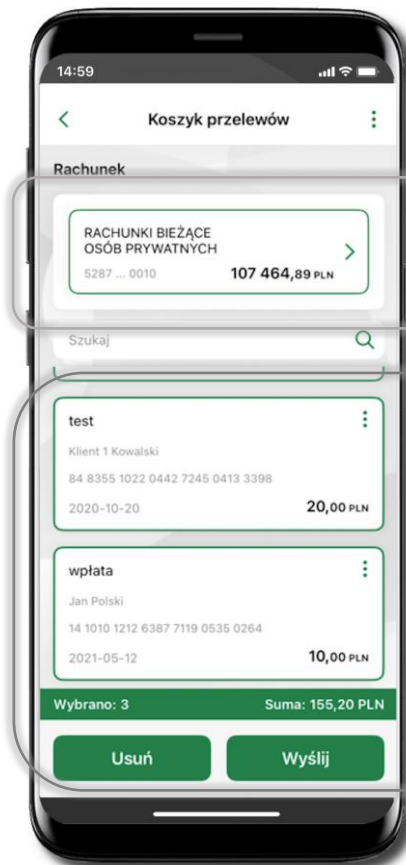 14:59
Koszyk przelewów
Rachunek
RACHUNKI BIEŻĄCE
OSÓB PRYWATNYCH
5287 ... 0010 107 464,89 PLN
Szukaj
test
Klient 1 Kowalski
84 8355 1022 0442 7245 0413 3398
2020-10-20 20,00 PLN
wpłata
Jan Polski
14 1010 1212 6387 7119 0535 0264
2021-05-12 10,00 PLN
Wybrano: 3 Suma: 155,20 PLN
Usuń Wyślij